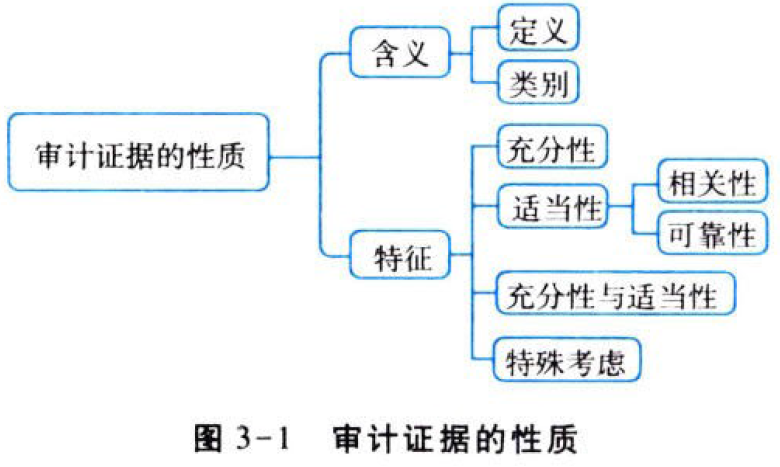 审计证据的性质
含义
定义
类别
特征
充分性
适当性
相关性
可靠性
充分性与适当性
特殊考虑
图 3-1 审计证据的性质